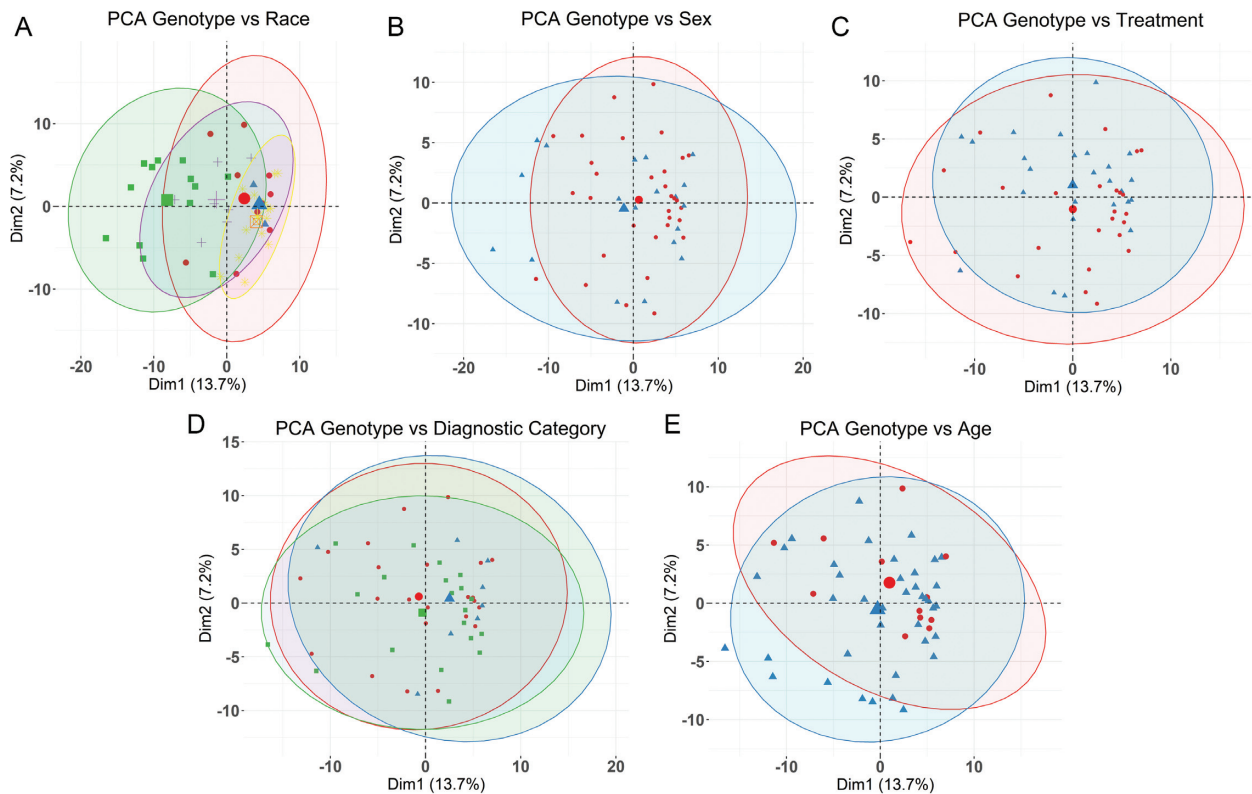 A
PCA Genotype vs Race
Dim2 (7.2%)
10
0
-10
-20
-10
0
10
Dim1 (13.7%)
B
PCA Genotype vs Sex
Dim2 (7.2%)
10
5
0
-5
-10
-20
-10
0
10
20
Dim1 (13.7%)
C
PCA Genotype vs Treatment
Dim2 (7.2%)
10
5
0
-5
-10
-10
0
10
Dim1 (13.7%)
D
PCA Genotype vs Diagnostic Category
Dim2 (7.2%)
15
10
5
0
-5
-10
-10
0
10
20
Dim1 (13.7%)
E
PCA Genotype vs Age
Dim2 (7.2%)
10
5
0
-5
-10
-10
0
10
Dim1 (13.7%)